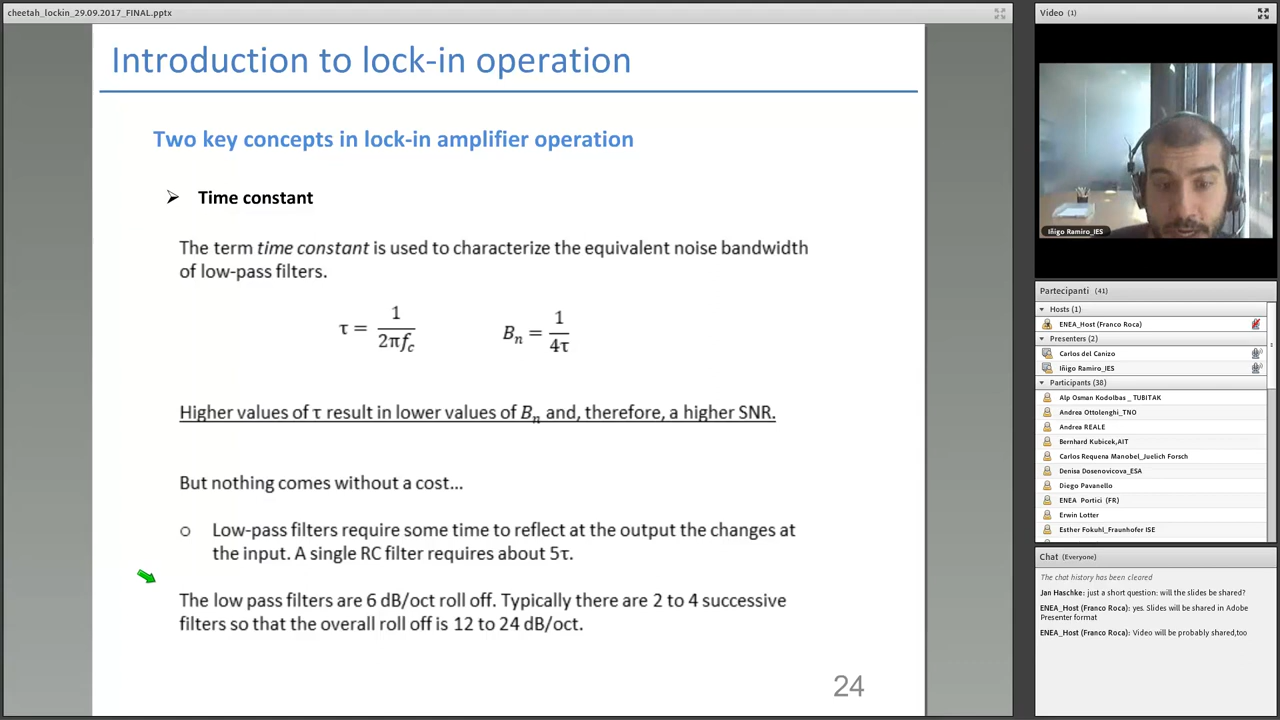 cheetah_lockin_29.09.2017_FINAL.pptx
Introduction to lock-in operation
Two key concepts in lock-in amplifier operation
➢ Time constant
The term time constant is used to characterize the equivalent noise bandwidth
of low-pass filters.
τ = 1 / 2πf_c    B_n = 1 / 4τ
Higher values of τ result in lower values of B_n and, therefore, a higher SNR.
But nothing comes without a cost...
o Low-pass filters require some time to reflect at the output the changes at
the input. A single RC filter requires about 5τ.
The low pass filters are 6 dB/oct roll off. Typically there are 2 to 4 successive
filters so that the overall roll off is 12 to 24 dB/oct.
24
Video (1)
Iñigo Ramiro_IES
Partecipanti (41)
Hosts (1)
ENEA_Host (Franco Roca)
Presenters (2)
Carlos del Canizo
Iñigo Ramiro_IES
Participants (38)
Alp Osman Kodolbas _ TUBITAK
Andrea Ottolenghi_TNO
Andrea REALE
Bernhard Kubicek,AIT
Carlos Requena Manobel_Juelich Forsch
Denisa Dosenovicova_ESA
Diego Pavanello
ENEA Portici (FR)
Erwin Lotter
Esther Fokuhl_Fraunhofer ISE
Chat (Everyone)
The chat history has been cleared
Jan Haschke: just a short question: will the slides be shared?
ENEA_Host (Franco Roca): yes. Slides will be shared in Adobe
Presenter format
ENEA_Host (Franco Roca): Video will be probably shared,too